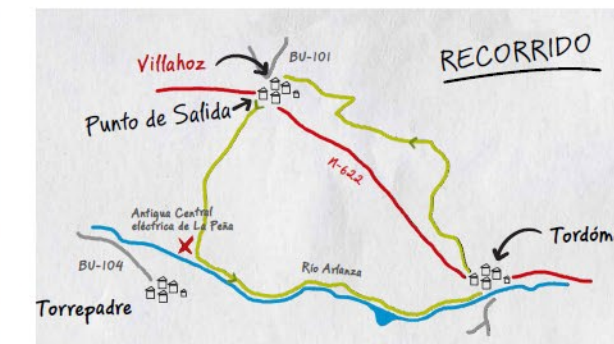 RECORRIDO
BU-101
Villahoz
Punto de Salida
N-622
Antigua Central
eléctrica de La Peña
Tordóm
BU-104
Río Arlanza
Torrepadre